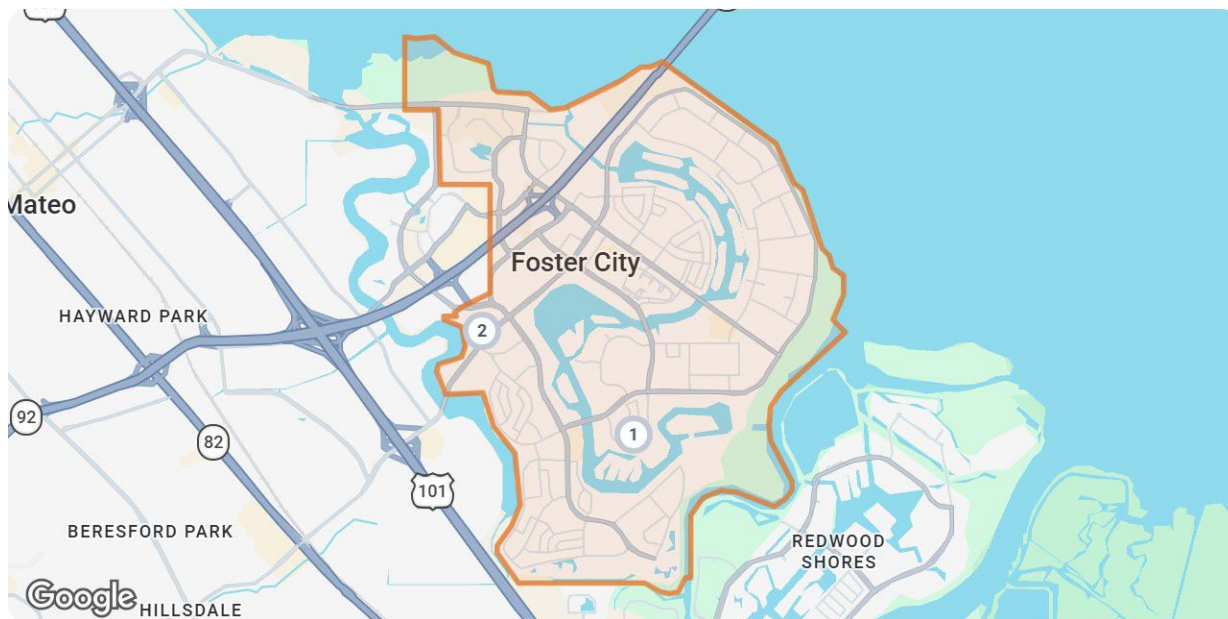 Mateo
Foster City
HAYWARD PARK
2
92
82
1
101
BERESFORD PARK
REDWOOD
SHORES
Google
HILLSDALE